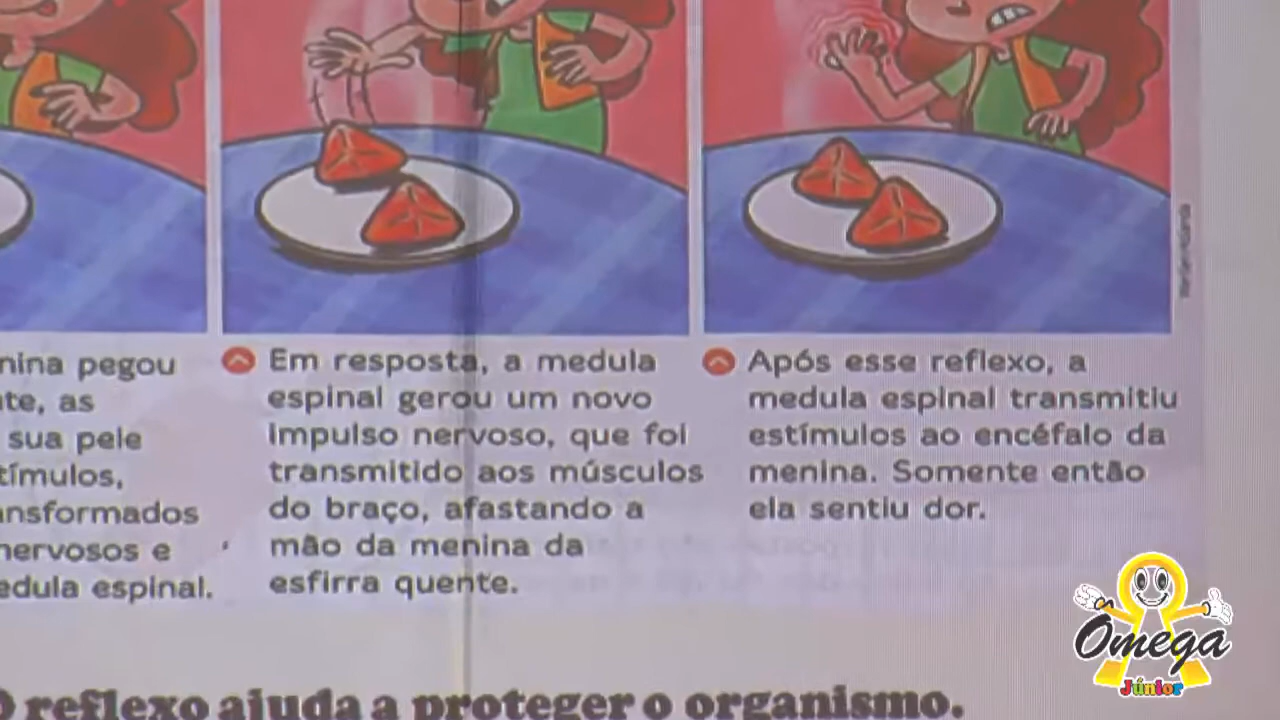 nina pegou
te, as
sua pele
tímulos,
ansformados
nervosos e
edula espinal.
Em resposta, a medula
espinal gerou um novo
impulso nervoso, que foi
transmitido aos músculos
do braço, afastando a
mão da menina da
esfirra quente.
Após esse reflexo, a
medula espinal transmitiu
estímulos ao encéfalo da
menina. Somente então
ela sentiu dor.
O reflexo ajuda a proteger o organismo.
Ômega
Júnior